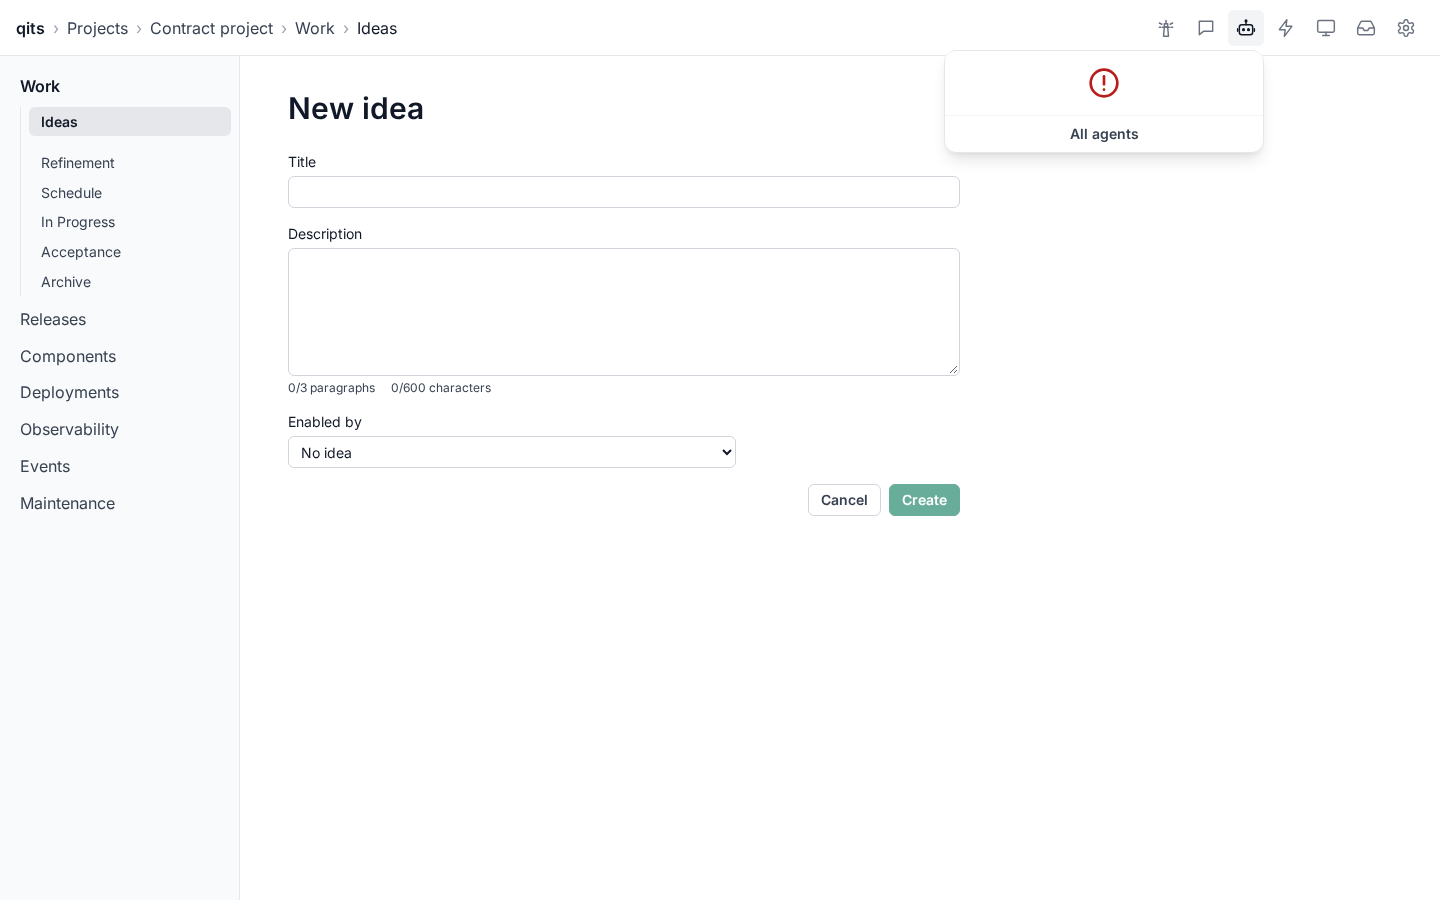 qits › Projects › Contract project › Work › Ideas
Work
Ideas
Refinement
Schedule
In Progress
Acceptance
Archive
Releases
Components
Deployments
Observability
Events
Maintenance
All agents
New idea
Title
Description
0/3 paragraphs 0/600 characters
Enabled by
No idea
Cancel Create